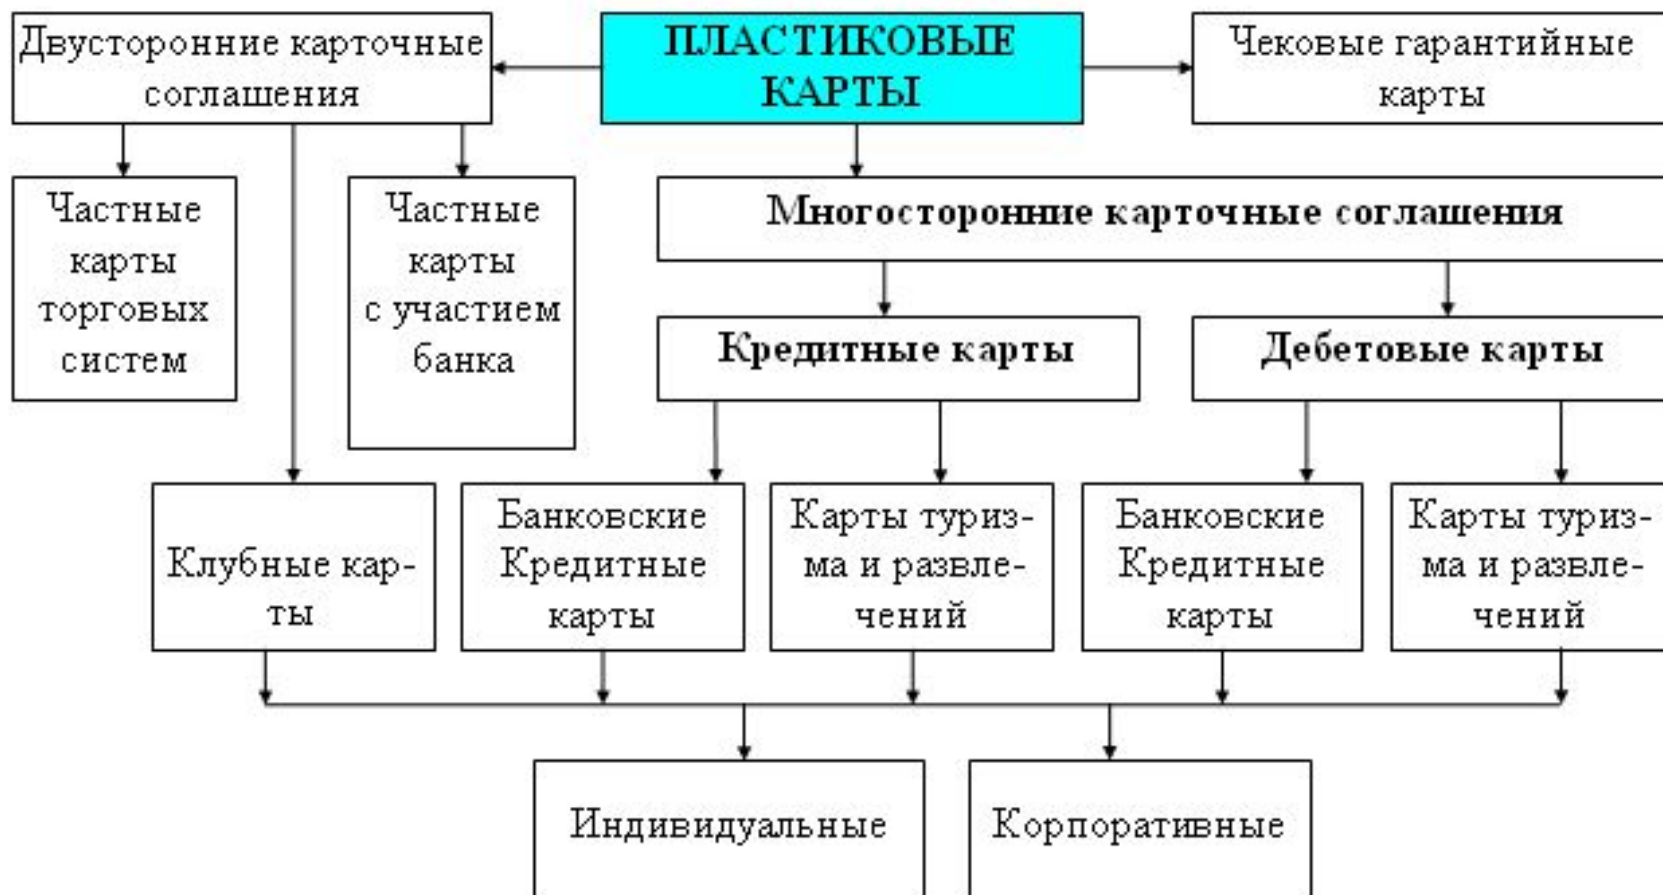 Двусторонние карточные
соглашения
ПЛАСТИКОВЫЕ
КАРТЫ
Чековые гарантийные
карты
Частные
карты
торговых
систем
Частные
карты
с участием
банка
Многосторонние карточные соглашения
Кредитные карты
Дебетовые карты
Клубные кар-
ты
Банковские
Кредитные
карты
Карты туриз-
ма и развле-
чений
Банковские
Кредитные
карты
Карты туриз-
ма и развле-
чений
Индивидуальные
Корпоративные